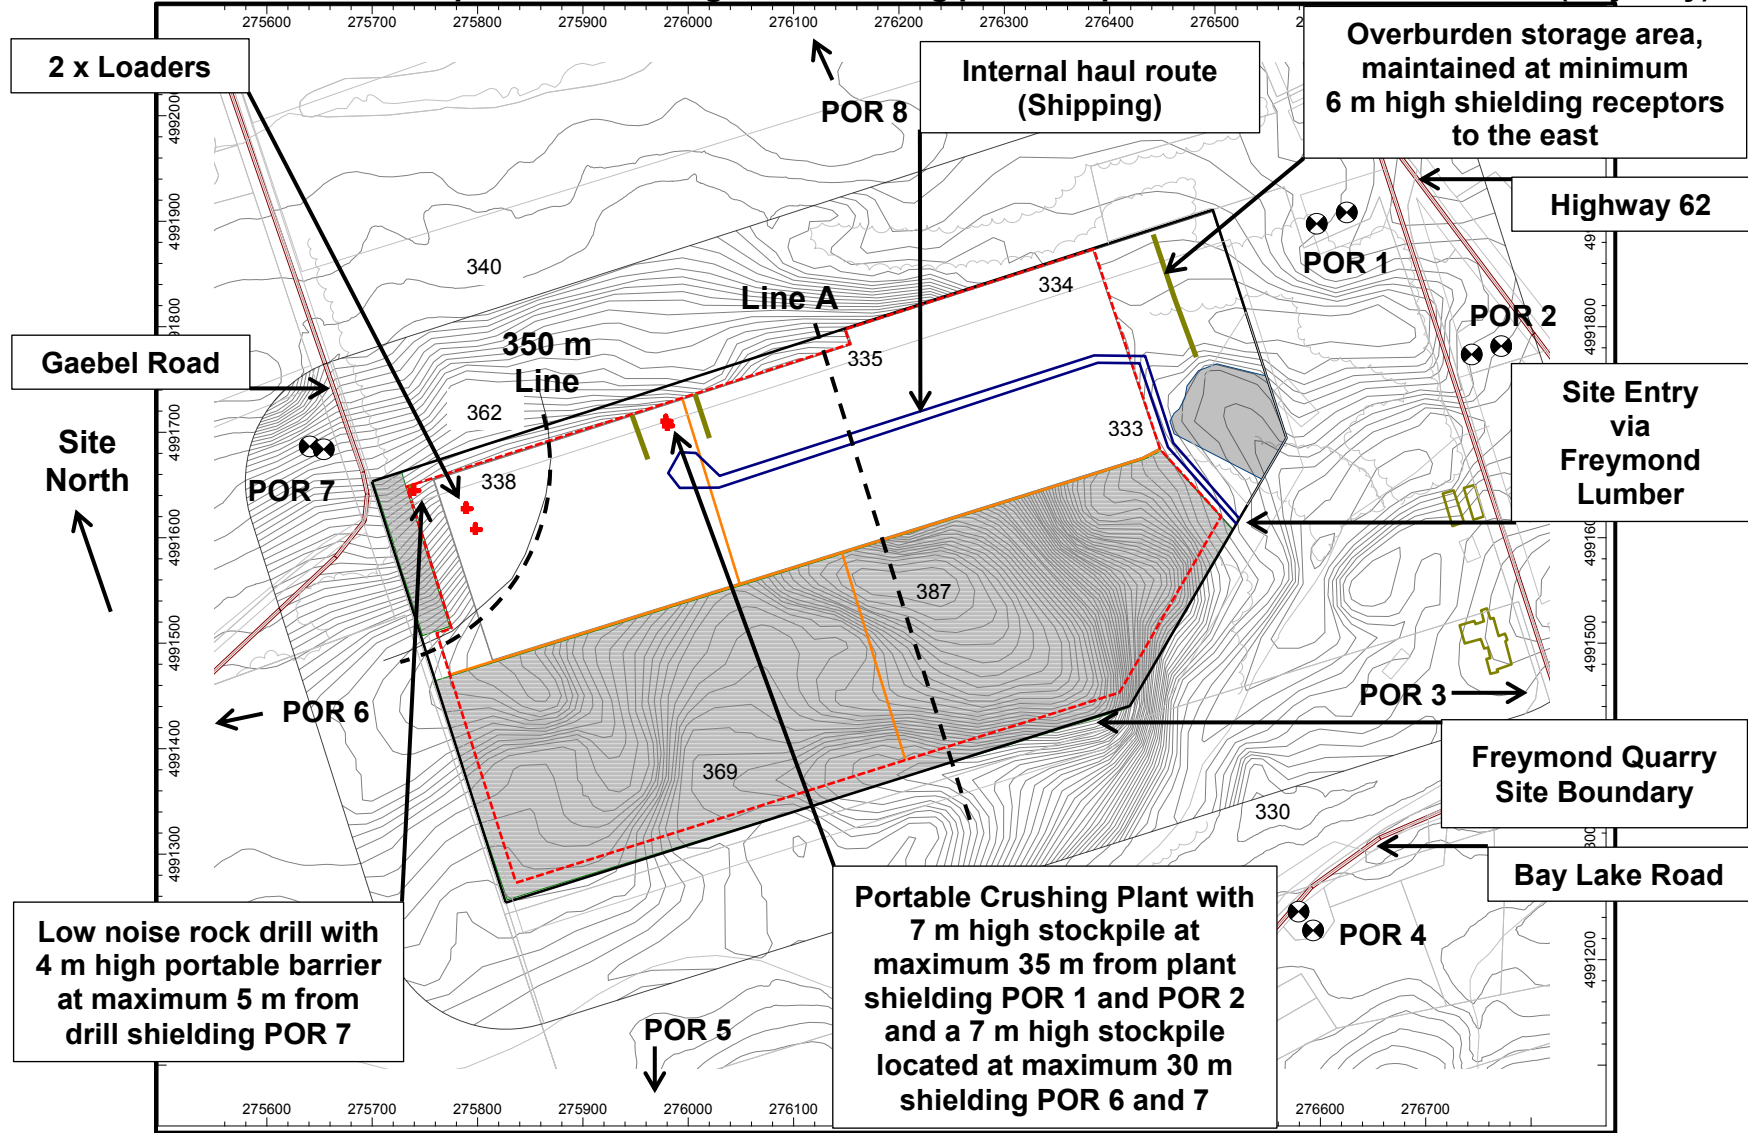 275600 275700 275800 275900 276000 276100 276200 276300 276400 276500
2 x Loaders
POR 8
Internal haul route
(Shipping)
Overburden storage area,
maintained at minimum
6 m high shielding receptors
to the east
Highway 62
POR 1
POR 2
340
334
Line A
335
350 m
Line
Gaebel Road
362
338
333
Site
North
POR 7
Site Entry
via
Freymond
Lumber
387
POR 6
POR 3
369
330
Freymond Quarry
Site Boundary
Bay Lake Road
POR 4
POR 5
Low noise rock drill with
4 m high portable barrier
at maximum 5 m from
drill shielding POR 7
Portable Crushing Plant with
7 m high stockpile at
maximum 35 m from plant
shielding POR 1 and POR 2
and a 7 m high stockpile
located at maximum 30 m
shielding POR 6 and 7
4992000
4991900
4991800
4991700
4991600
4991500
4991400
4991300
4991800
4991500
4991200
275600 275700 275800 275900 276000 276100 276600 276700